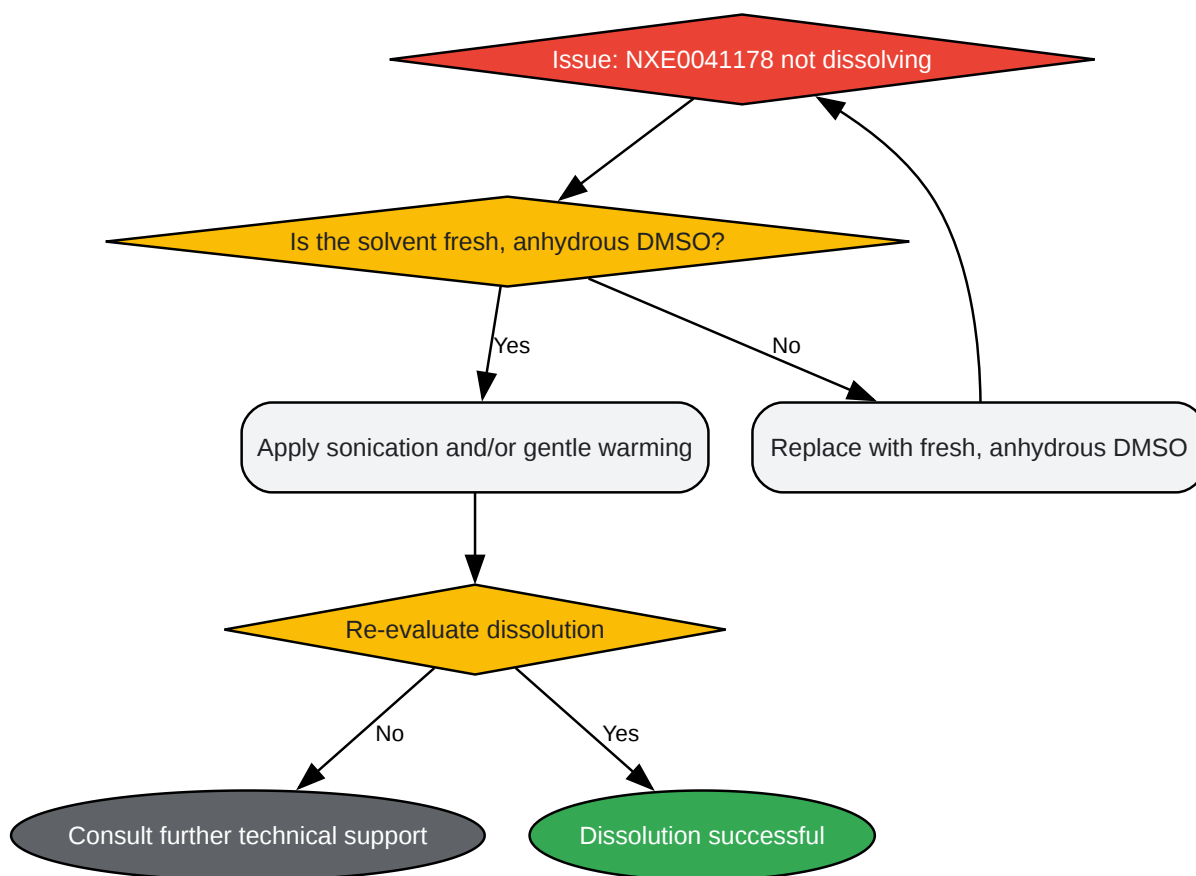 Issue: NXE0041178 not dissolving
Is the solvent fresh, anhydrous DMSO?
Yes
No
Apply sonication and/or gentle warming
Replace with fresh, anhydrous DMSO
Re-evaluate dissolution
No
Yes
Consult further technical support
Dissolution successful